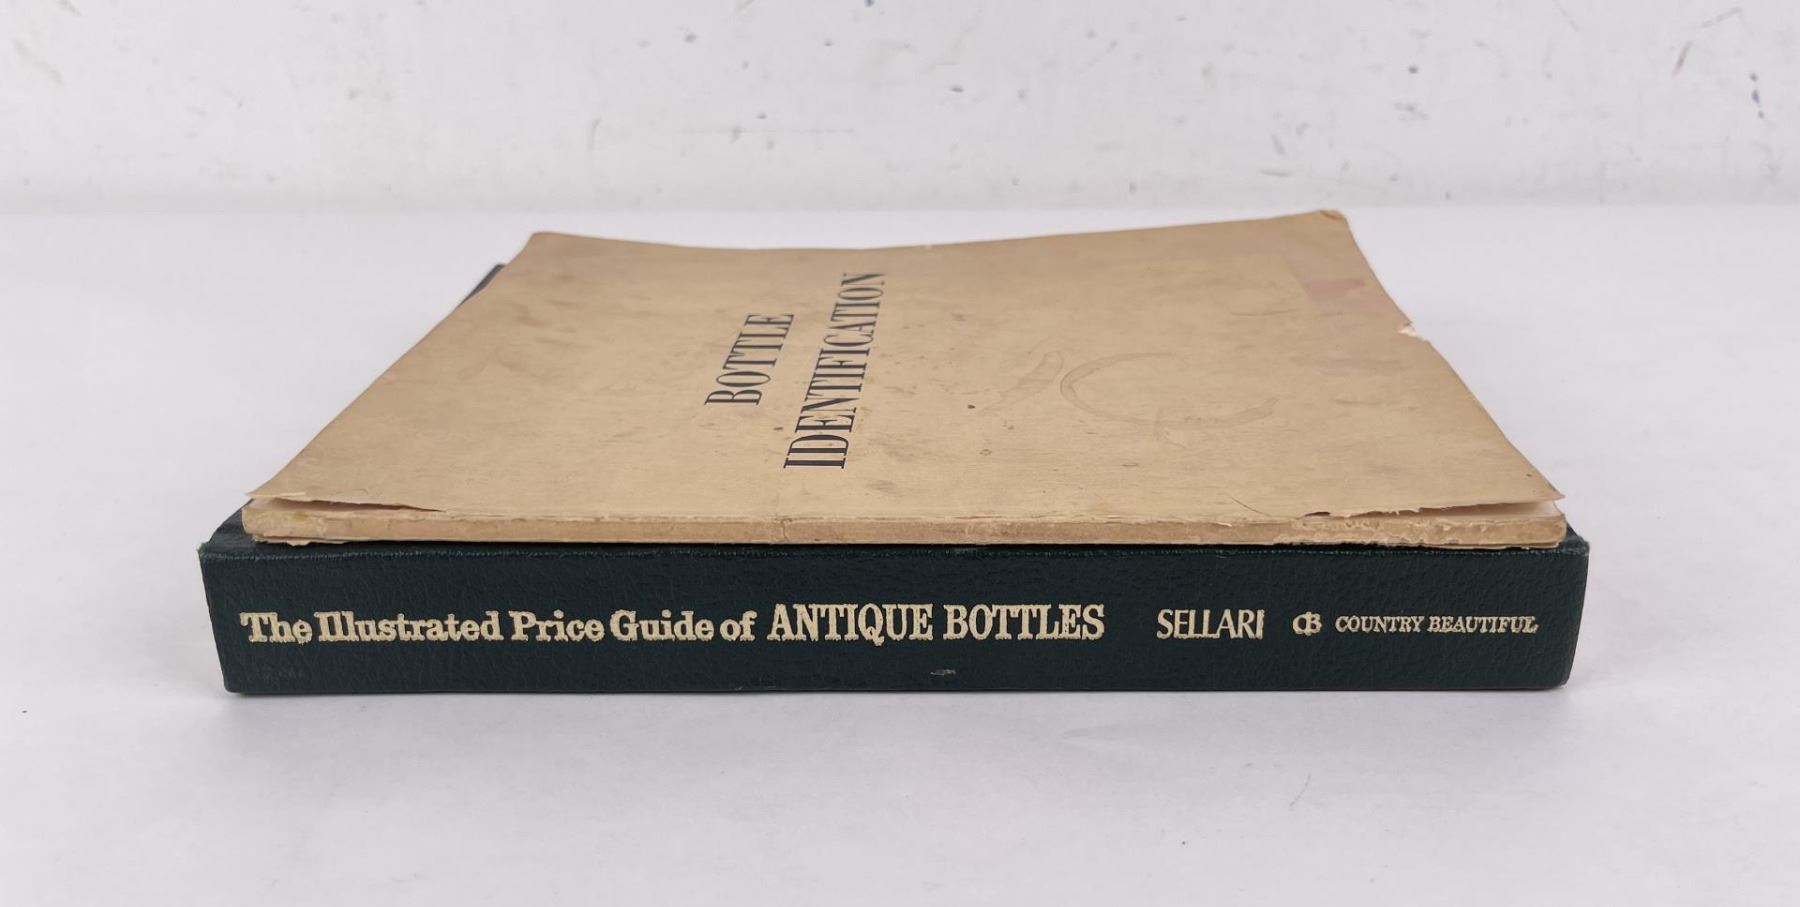 BOTTLE
IDENTIFICATION
The Illustrated Price Guide of ANTIQUE BOTTLES SELLARI CB COUNTRY BEAUTIFUL